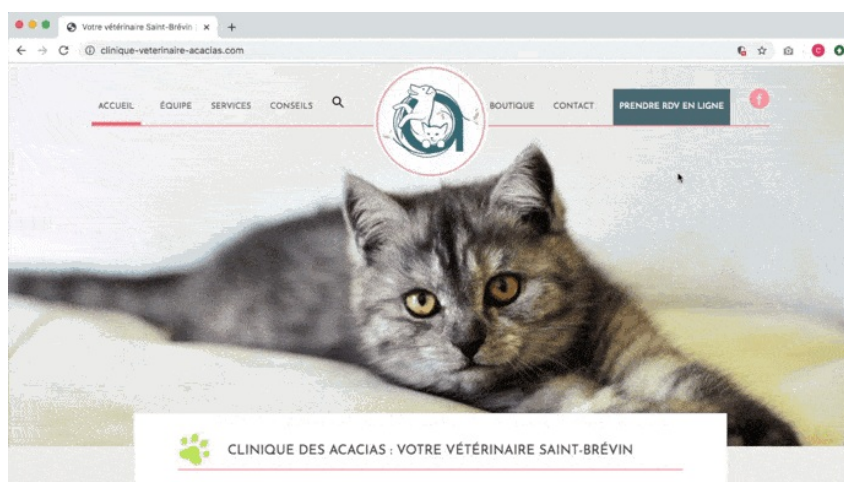 Votre vétérinaire Saint-Brévin :
clinique-veterinaire-acacias.com
ACCUEIL ÉQUIPE SERVICES CONSEILS BOUTIQUE CONTACT PRENDRE RDV EN LIGNE f
CLINIQUE DES ACACIAS : VOTRE VÉTÉRINAIRE SAINT-BRÉVIN